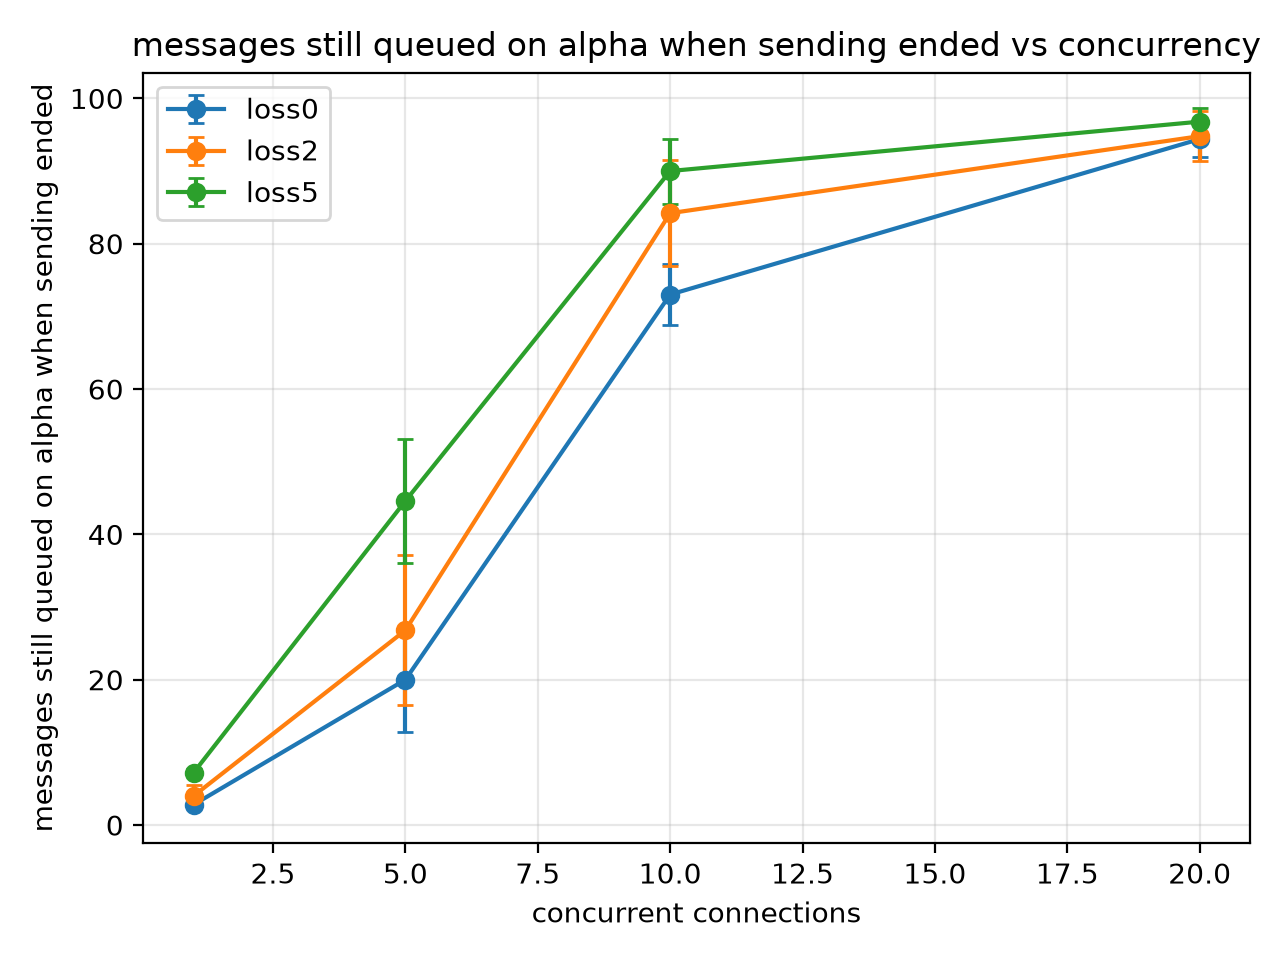 messages still queued on alpha when sending ended vs concurrency
messages still queued on alpha when sending ended
100
80
60
40
20
0
loss0
loss2
loss5
2.5 5.0 7.5 10.0 12.5 15.0 17.5 20.0
concurrent connections